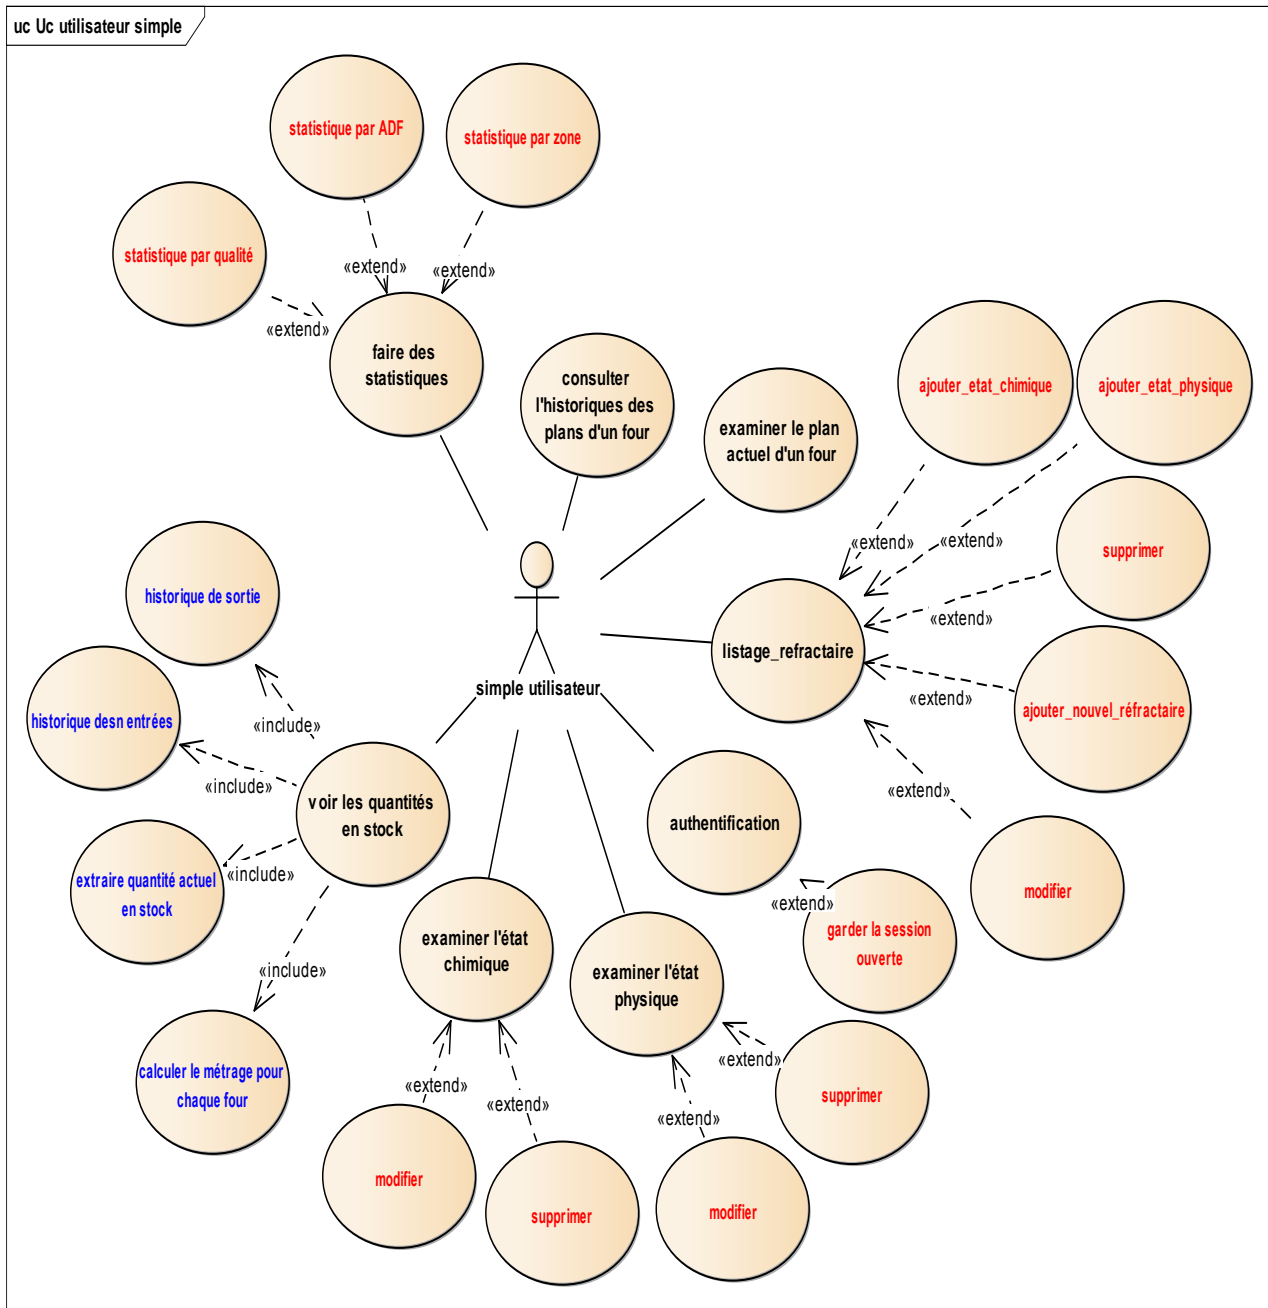 uc Uc utilisateur simple
statistique par ADF
statistique par zone
statistique par qualité
«extend»
«extend»
«extend»
faire des
statistiques
consulter
l'historiques des
plans d'un four
examiner le plan
actuel d'un four
ajouter_etat_chimique
ajouter_etat_physique
supprimer
«extend»
«extend»
«extend»
historique de sortie
listage_refractaire
simple utilisateur
«extend»
ajouter_nouvel_réfractaire
historique desn entrées
«include»
«include»
«extend»
voir les quantités
en stock
authentification
extraire quantité actuel
en stock
«include»
modifier
«extend»
garder la session
ouverte
examiner l'état
chimique
examiner l'état
physique
«include»
calculer le métrage pour
chaque four
«extend»
«extend»
«extend»
«extend»
supprimer
modifier
supprimer
modifier